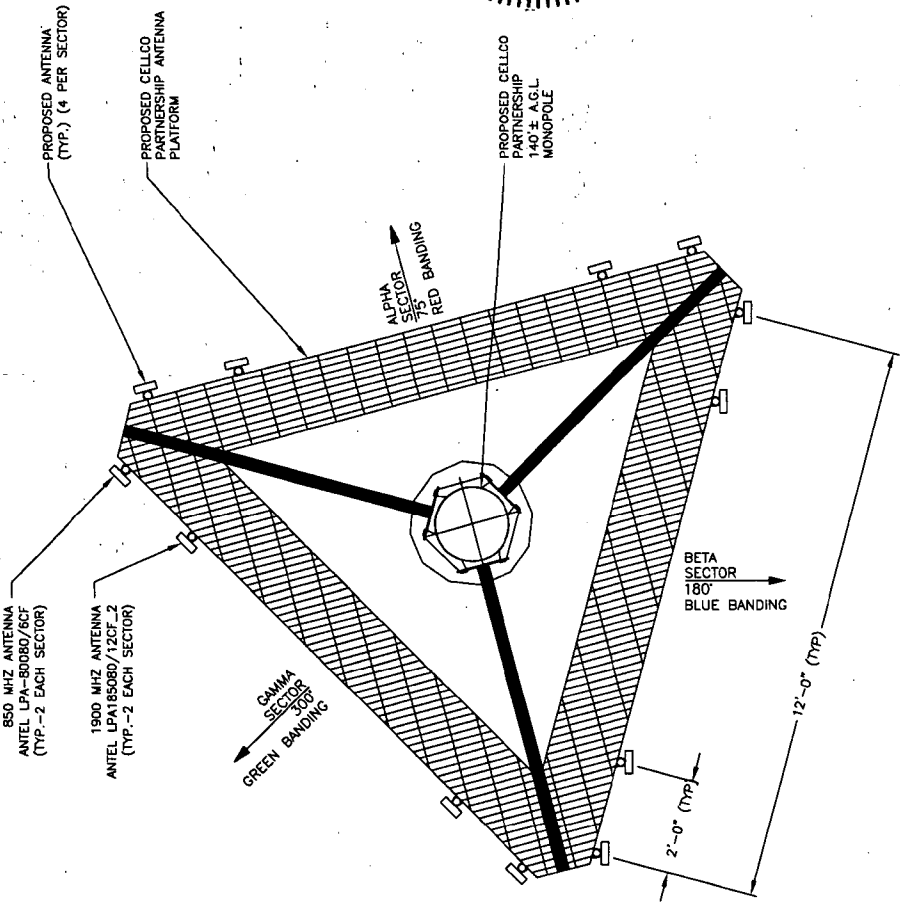 850 MHZ ANTENNA
ANTEL LPA-80080/6CF
(TYP.-2 EACH SECTOR)
1900 MHZ ANTENNA
ANTEL LPA185080/12CF_2
(TYP.-2 EACH SECTOR)
PROPOSED ANTENNA
(TYP.) (4 PER SECTOR)
PROPOSED CELLCO
PARTNERSHIP ANTENNA
PLATFORM
PROPOSED CELLCO
PARTNERSHIP
140'± A.G.L.
MONOPOLE
ALPHA
SECTOR
75°
RED BANDING
GAMMA
SECTOR
300°
GREEN BANDING
BETA
SECTOR
180°
BLUE BANDING
2'-0" (TYP)
12'-0" (TYP)